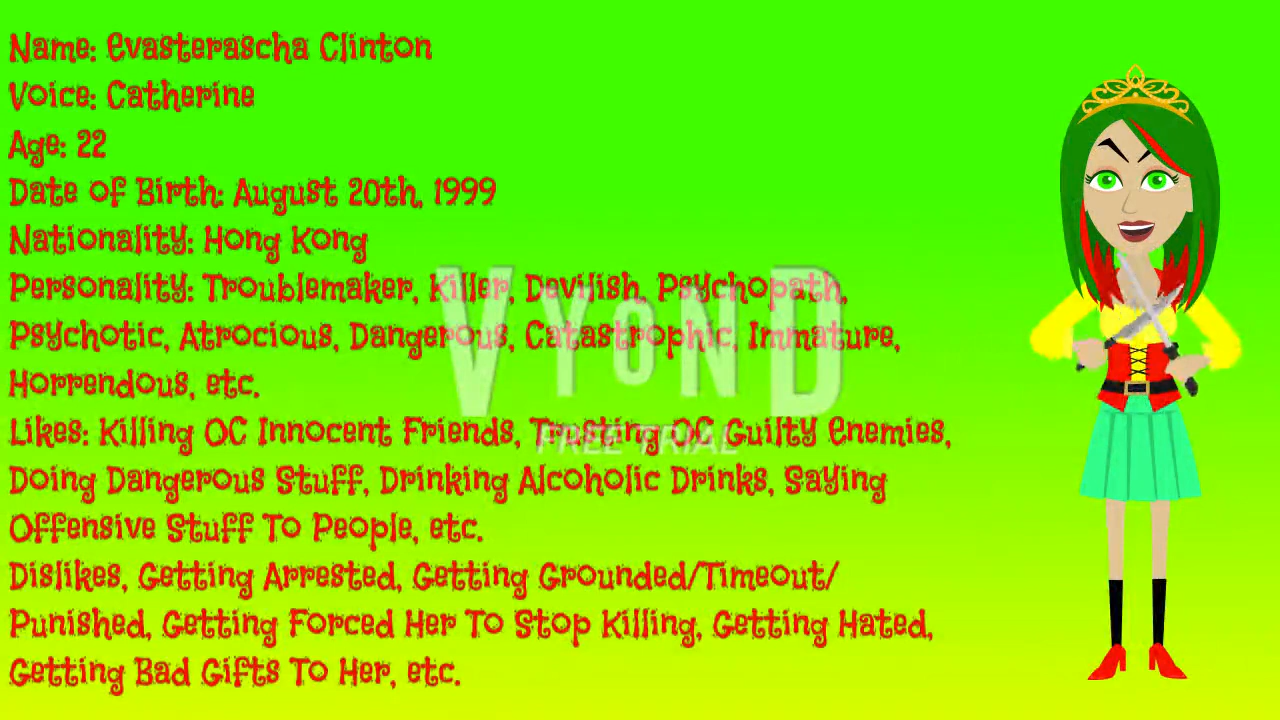 Name: Evasterascha Clinton
Voice: Catherine
Age: 22
Date of Birth: August 20th, 1999
Nationality: Hong Kong
Personality: Troublemaker, Killer, Devilish, Psychopath,
Psychotic, Atrocious, Dangerous, Catastrophic, Immature,
Horrendous, etc.
Likes: Killing OC Innocent Friends, Trusting OC Guilty Enemies,
Doing Dangerous Stuff, Drinking Alcoholic Drinks, Saying
Offensive Stuff To People, etc.
Dislikes, Getting Arrested, Getting Grounded/Timeout/
Punished, Getting Forced Her To Stop Killing, Getting Hated,
Getting Bad Gifts To Her, etc.
VYOND
FREE TRIAL